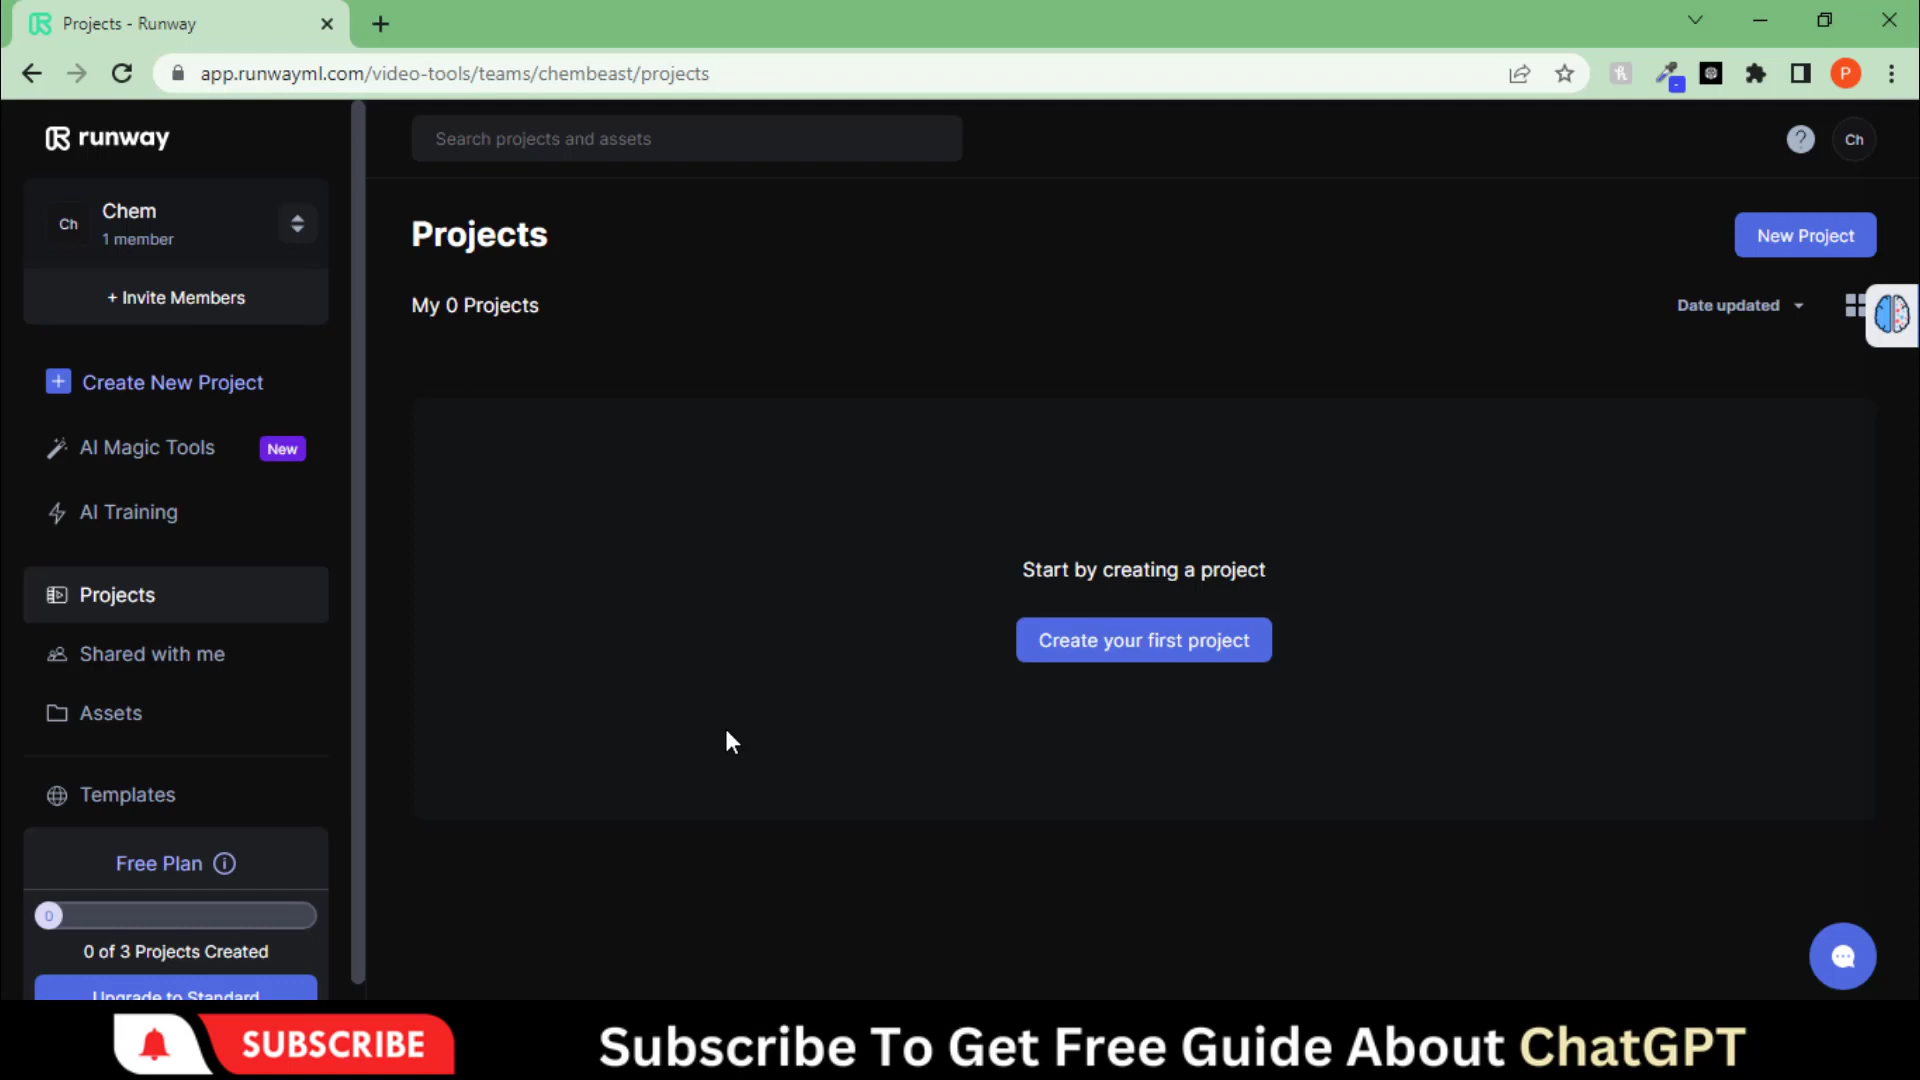 Projects - Runway
app.runwayml.com/video-tools/teams/chembeast/projects
P
runway
Search projects and assets
?
Ch
Ch
Chem
1 member
+ Invite Members
Projects
New Project
My 0 Projects
Date updated
Create New Project
AI Magic Tools
New
AI Training
Projects
Shared with me
Assets
Templates
Start by creating a project
Create your first project
Free Plan
0
0 of 3 Projects Created
Upgrade to Standard
SUBSCRIBE
Subscribe To Get Free Guide About ChatGPT